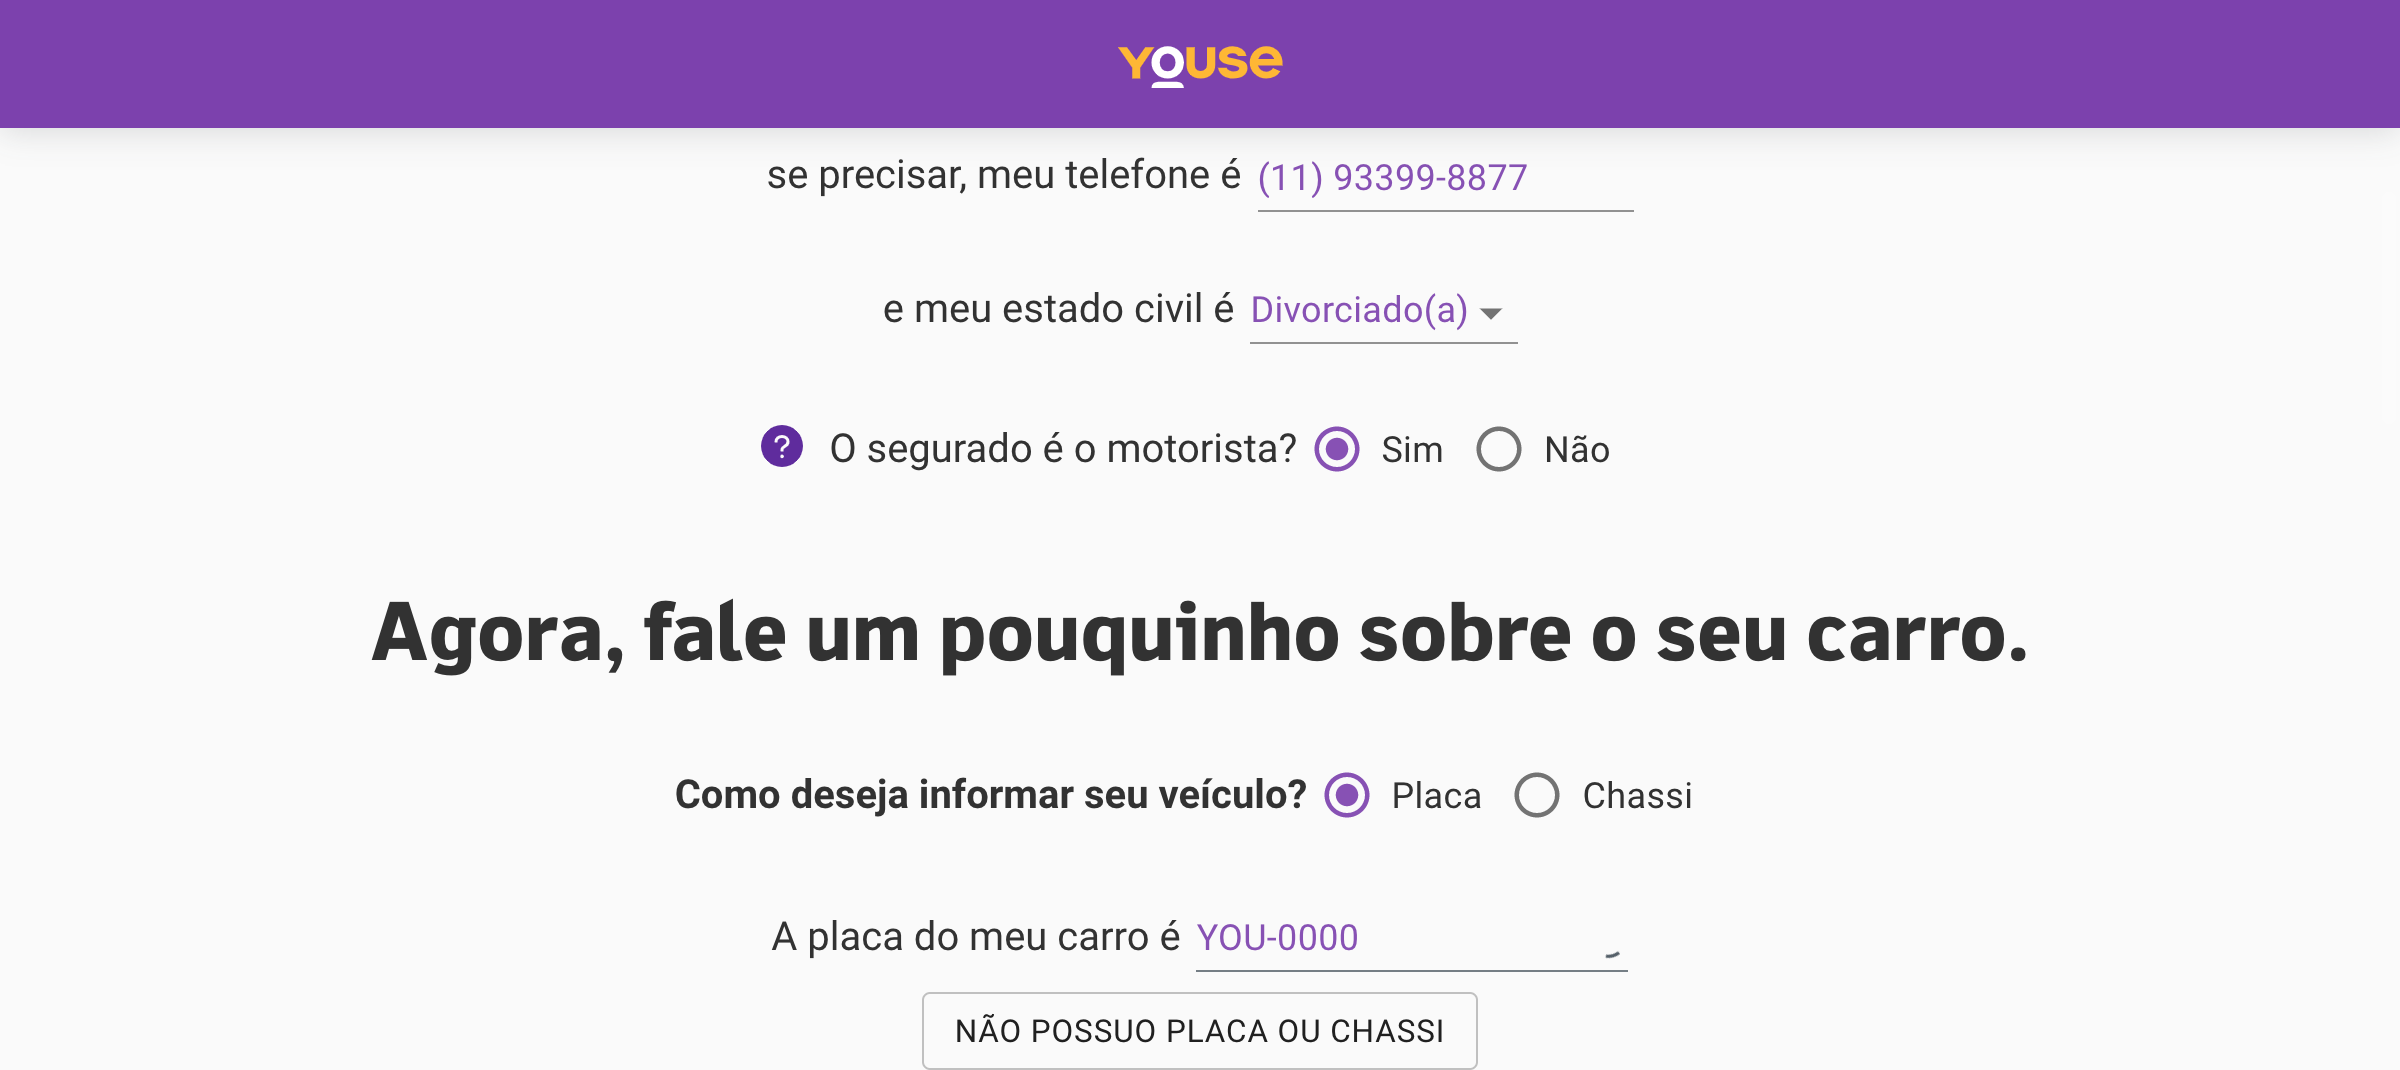 YOUSE
se precisar, meu telefone é (11) 93399-8877
e meu estado civil é Divorciado(a)
? O segurado é o motorista? Sim Não
Agora, fale um pouquinho sobre o seu carro.
Como deseja informar seu veículo? Placa Chassi
A placa do meu carro é YOU-0000
NÃO POSSUO PLACA OU CHASSI